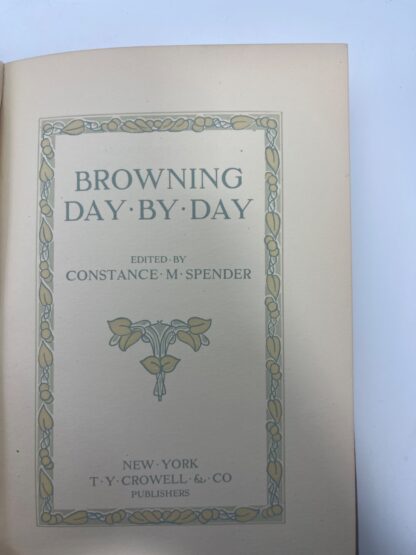 BROWNING
DAY·BY·DAY
EDITED·BY
CONSTANCE·M·SPENDER
NEW·YORK
T·Y·CROWELL·&·CO
PUBLISHERS